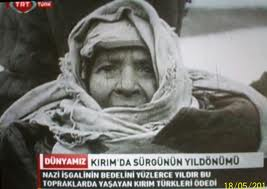 TRT TÜRK
DÜNYAMIZ
KIRIM'DA SÜRGÜNÜN YILDÖNÜMÜ
NAZİ İŞGALİNİN BEDELİNİ YÜZLERCE YILDIR BU
TOPRAKLARDA YAŞAYAN KIRIM TÜRKLERİ ÖDEDİ
18/05/201